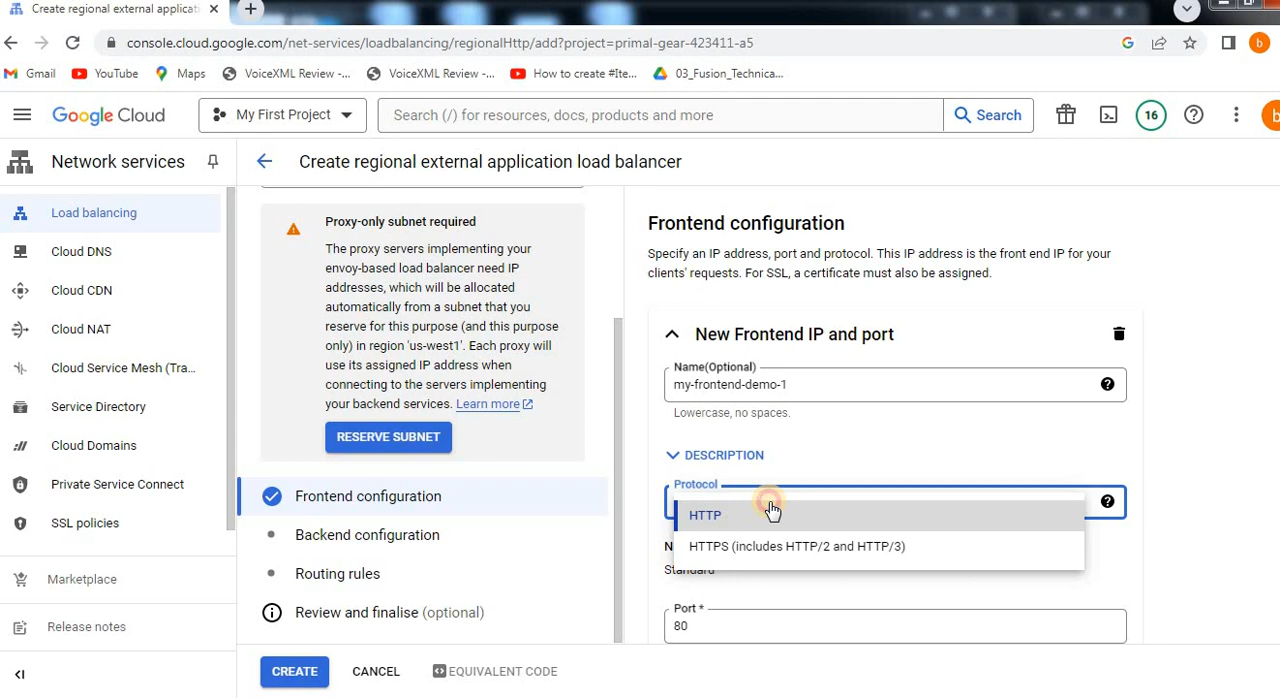 Create regional external applicati
console.cloud.google.com/net-services/loadbalancing/regionalHttp/add?project=primal-gear-423411-a5
b
Gmail
YouTube
Maps
VoiceXML Review -...
VoiceXML Review -...
How to create #Ite...
03_Fusion_Technica...
Google Cloud
My First Project
Search (/) for resources, docs, products and more
Search
16
b
Network services
Create regional external application load balancer
Load balancing
Cloud DNS
Cloud CDN
Cloud NAT
Cloud Service Mesh (Tra...
Service Directory
Cloud Domains
Private Service Connect
SSL policies
Marketplace
Release notes
Proxy-only subnet required
The proxy servers implementing your
envoy-based load balancer need IP
addresses, which will be allocated
automatically from a subnet that you
reserve for this purpose (and this purpose
only) in region 'us-west1'. Each proxy will
use its assigned IP address when
connecting to the servers implementing
your backend services. Learn more
RESERVE SUBNET
Frontend configuration
Backend configuration
Routing rules
Review and finalise (optional)
CREATE
CANCEL
EQUIVALENT CODE
Frontend configuration
Specify an IP address, port and protocol. This IP address is the front end IP for your
clients' requests. For SSL, a certificate must also be assigned.
New Frontend IP and port
Name(Optional)
my-frontend-demo-1
Lowercase, no spaces.
DESCRIPTION
Protocol
HTTP
HTTPS (includes HTTP/2 and HTTP/3)
Standard
Port *
80